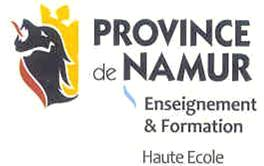 PROVINCE
de NAMUR
Enseignement
& Formation
Haute Ecole